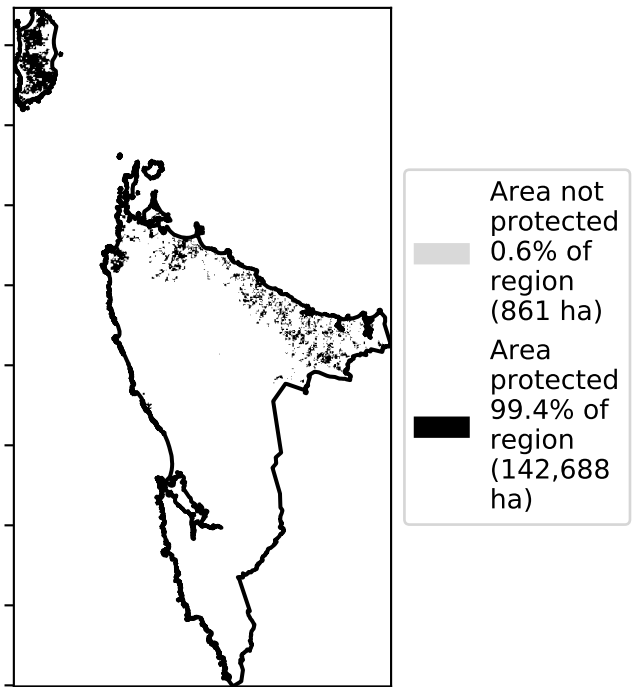 Area not
protected
0.6% of
region
(861 ha)
Area
protected
99.4% of
region
(142,688
ha)